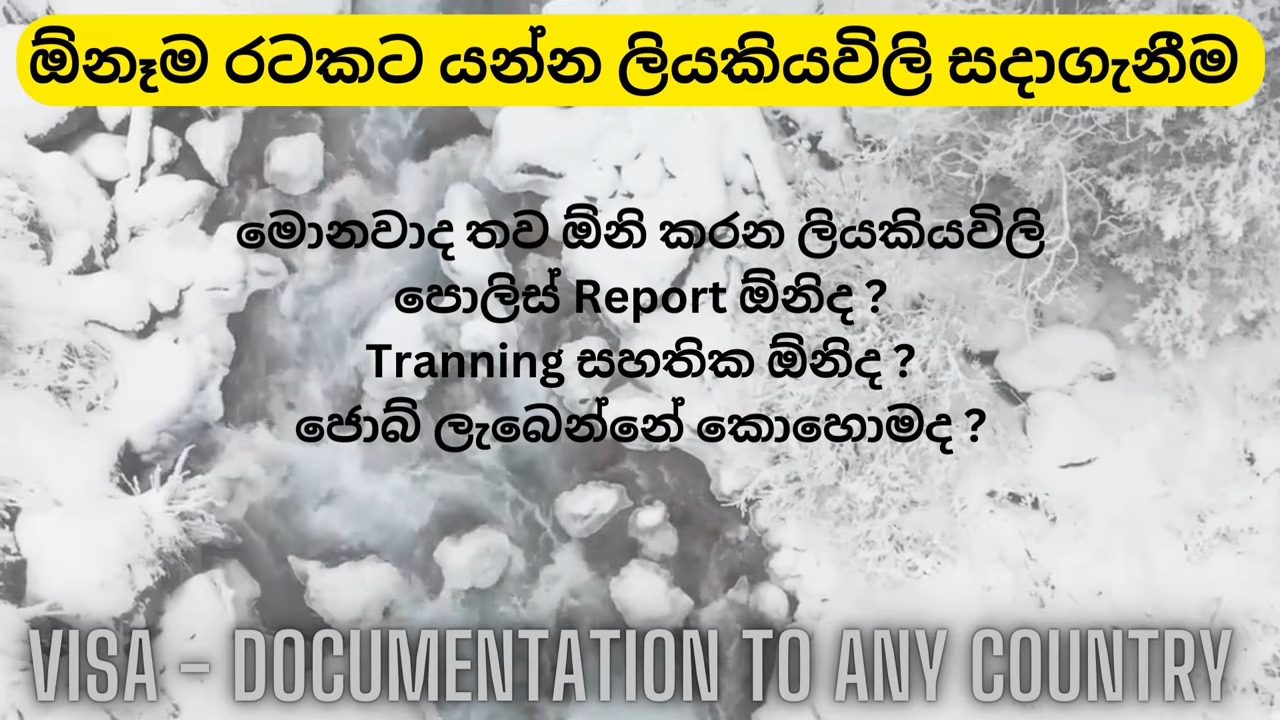 ඕනෑම රටකට යන්න ලියකියවිලි සදාගැනීම
මොනවාද තව ඕනි කරන ලියකියවිලි
පොලිස් Report ඕනිද ?
Tranning සහතික ඕනිද ?
ජොබ් ලැබෙන්නේ කොහොමද ?
VISA - DOCUMENTATION TO ANY COUNTRY